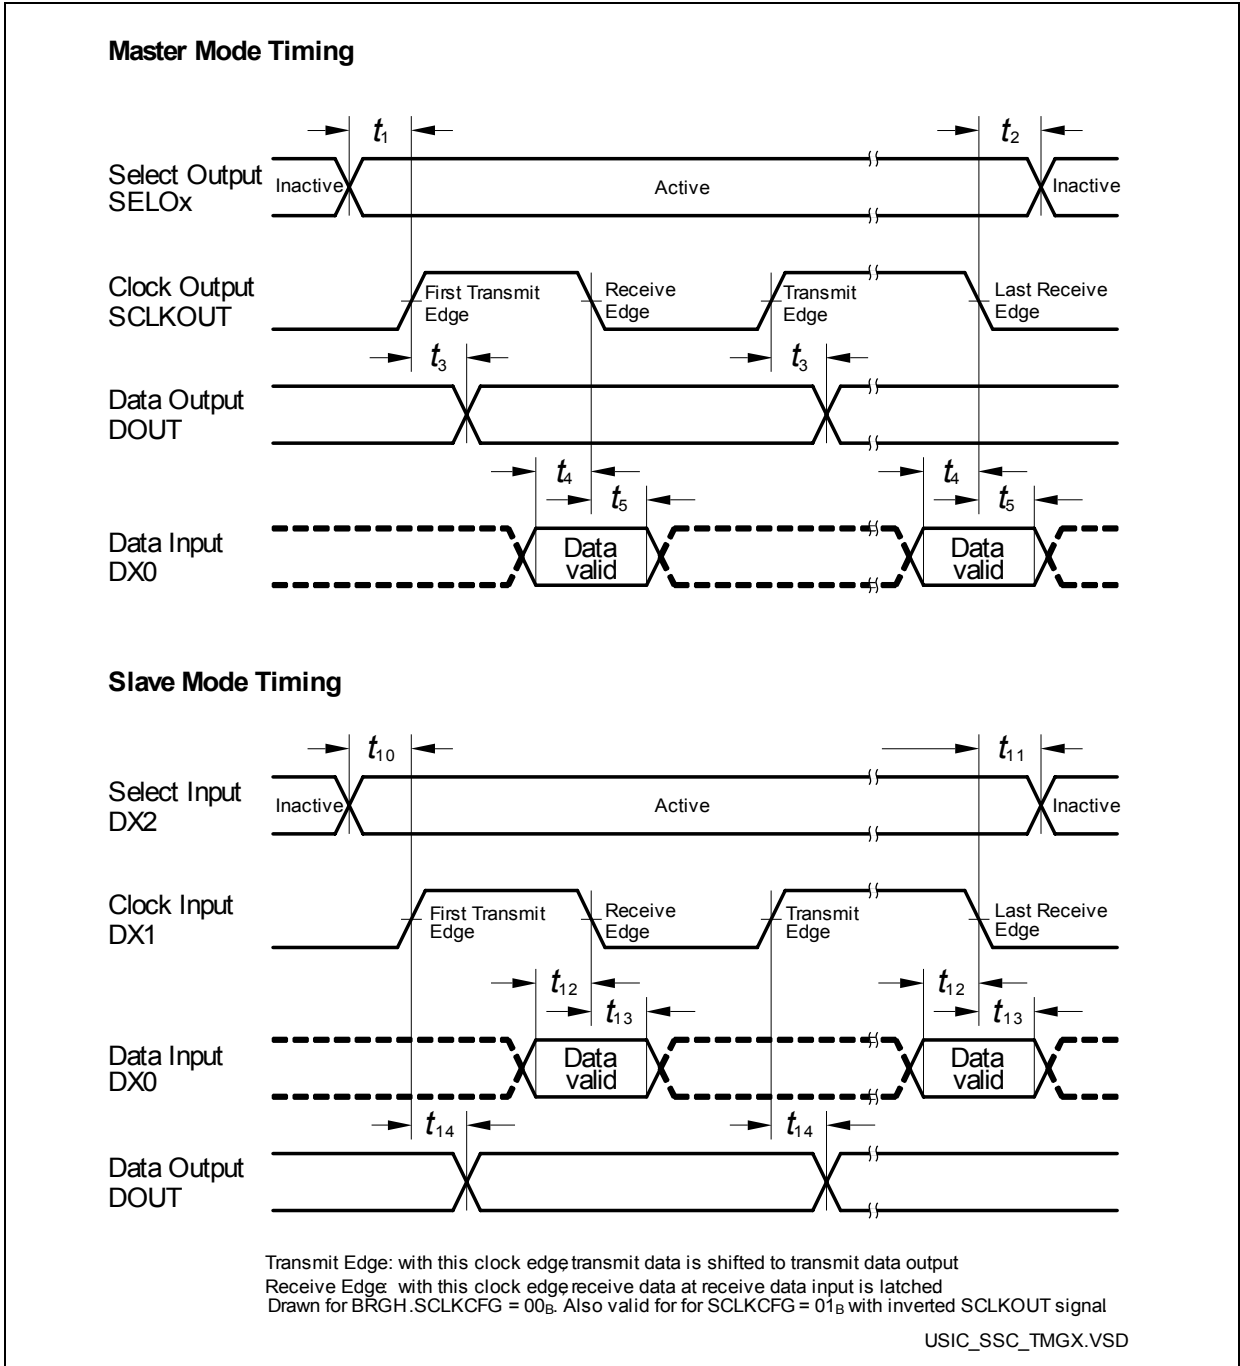 Master Mode Timing
t1
t2
Select Output
SELOx
Inactive
Active
Inactive
Clock Output
SCLKOUT
First Transmit
Edge
Receive
Edge
Transmit
Edge
Last Receive
Edge
t3
t3
Data Output
DOUT
t4
t5
t4
t5
Data Input
DX0
Data
valid
Data
valid
Slave Mode Timing
t10
t11
Select Input
DX2
Inactive
Active
Inactive
Clock Input
DX1
First Transmit
Edge
Receive
Edge
Transmit
Edge
Last Receive
Edge
t12
t13
t12
t13
Data Input
DX0
Data
valid
Data
valid
t14
t14
Data Output
DOUT
Transmit Edge: with this clock edge, transmit data is shifted to transmit data output
Receive Edge: with this clock edge, receive data at receive data input is latched
Drawn for BRGH.SCLKCFG = 00B. Also valid for for SCLKCFG = 01B with inverted SCLKOUT signal.
USIC_SSC_TMGX.VSD